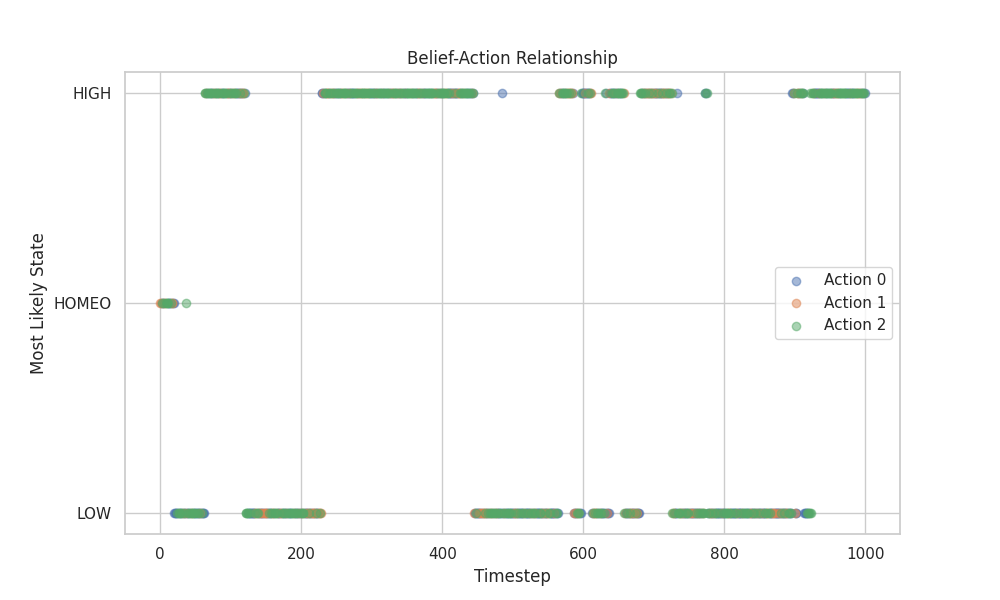 Belief-Action Relationship
HIGH
HOMEO
LOW
Most Likely State
Action 0
Action 1
Action 2
0
200
400
600
800
1000
Timestep